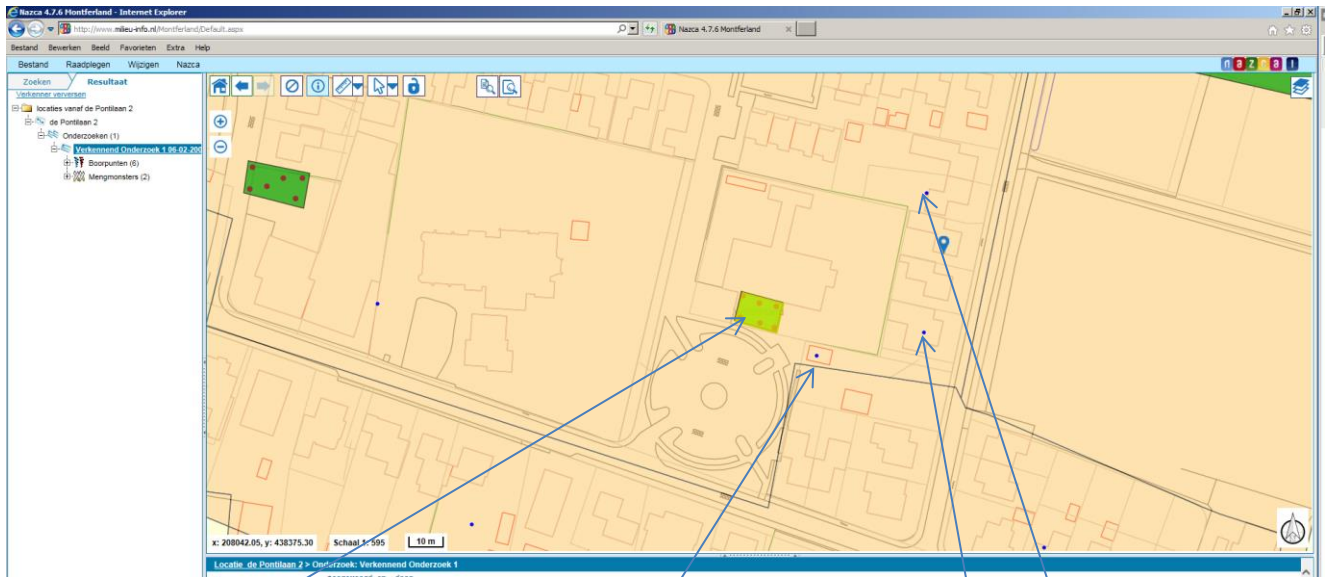 Nazca 4.7.6 Montferland - Internet Explorer
http://www.milieu-info.nl/Montferland/Default.aspx
Nazca 4.7.6 Montferland
Bestand Bewerken Beeld Favorieten Extra Help
Bestand Raadplegen Wijzigen Nazca
nazca i
Zoeken Resultaat
Verkenner verversen
locaties vanaf de Pontilaan 2
de Pontilaan 2
Onderzoeken (1)
Verkennend Onderzoek 1 06-02-200
Boorpunten (6)
Mengmonsters (2)
x: 208042.05, y: 438375.30 Schaal 1: 595 10 m
Locatie de Pontilaan 2 > Onderzoek: Verkennend Onderzoek 1